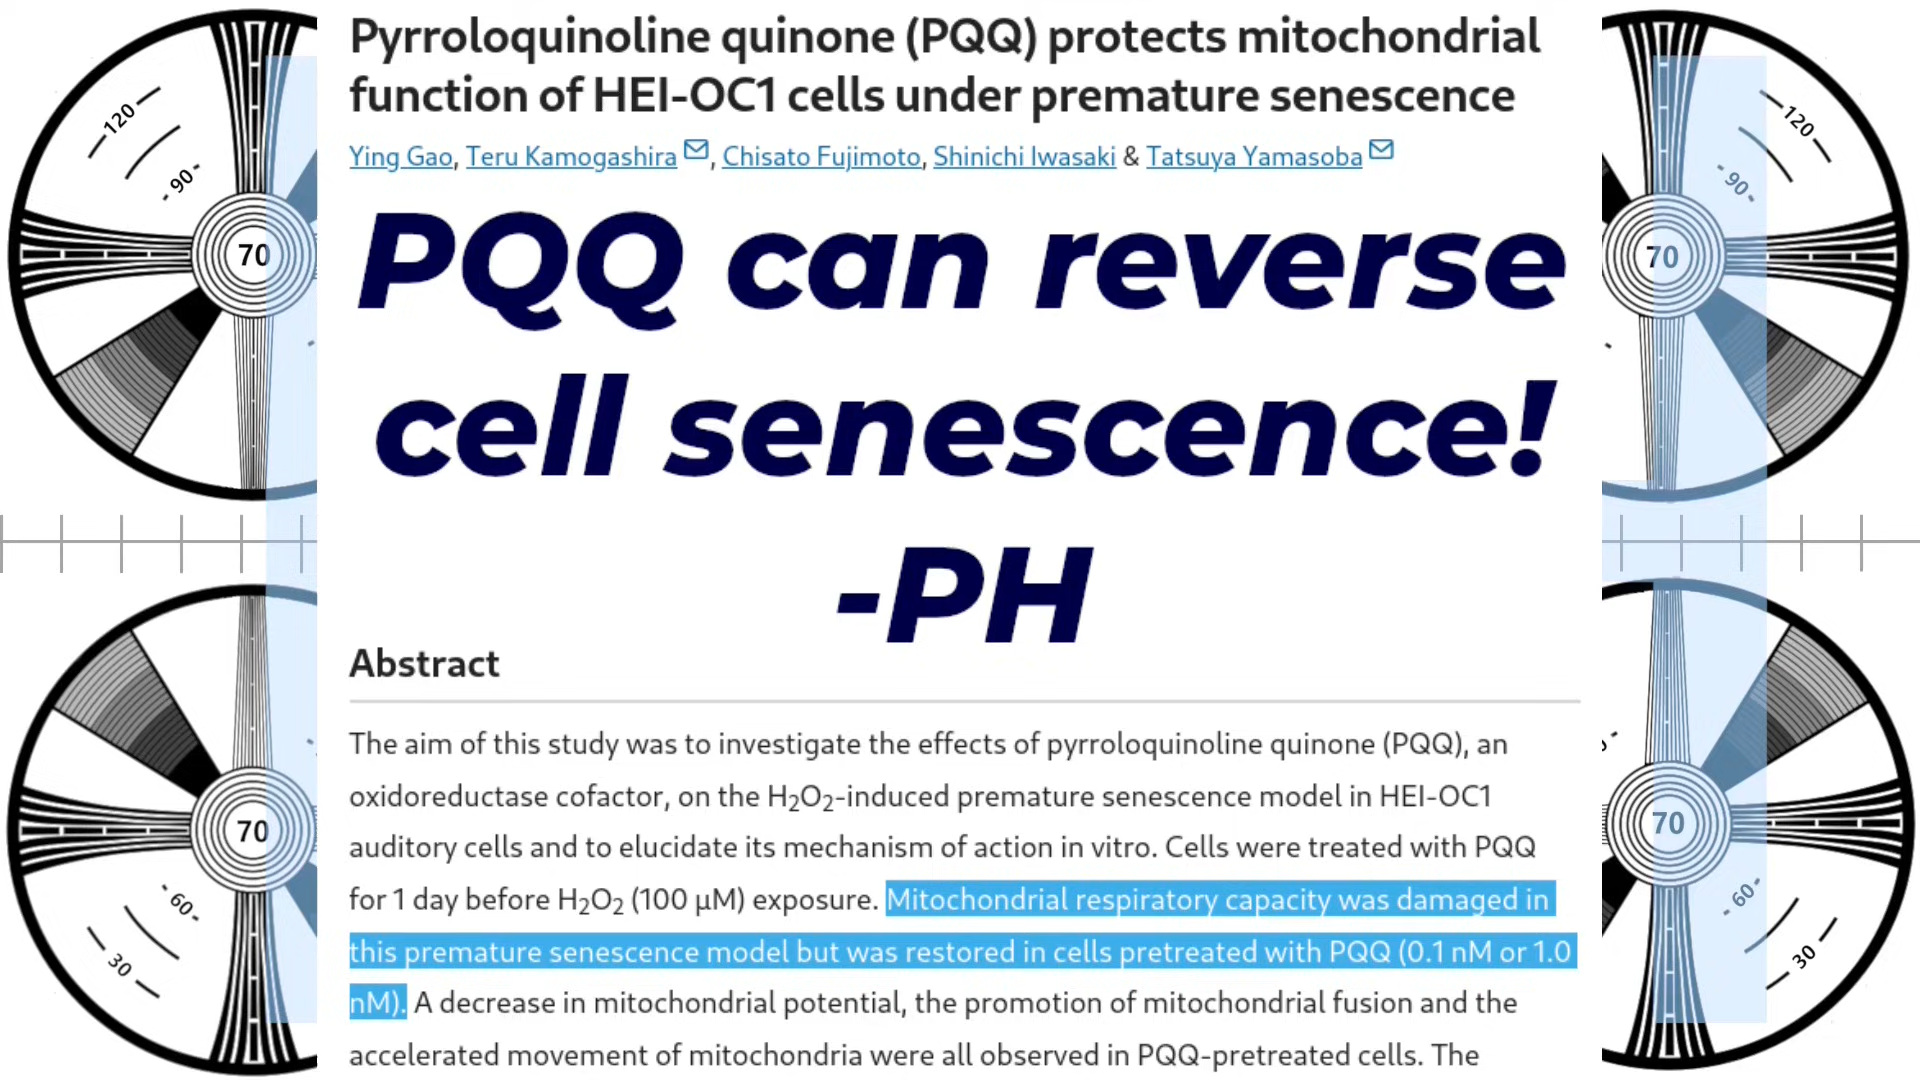 Pyrroloquinoline quinone (PQQ) protects mitochondrial
function of HEI-OC1 cells under premature senescence
Ying Gao, Teru Kamogashira, Chisato Fujimoto, Shinichi Iwasaki & Tatsuya Yamasoba
PQQ can reverse
cell senescence!
-PH
Abstract
The aim of this study was to investigate the effects of pyrroloquinoline quinone (PQQ), an
oxidoreductase cofactor, on the H₂O₂-induced premature senescence model in HEI-OC1
auditory cells and to elucidate its mechanism of action in vitro. Cells were treated with PQQ
for 1 day before H₂O₂ (100 μM) exposure. Mitochondrial respiratory capacity was damaged in
this premature senescence model but was restored in cells pretreated with PQQ (0.1 nM or 1.0
nM). A decrease in mitochondrial potential, the promotion of mitochondrial fusion and the
accelerated movement of mitochondria were all observed in PQQ-pretreated cells. The
120
-90-
70
120
-90-
70
70
-60-
30
70
-60-
30